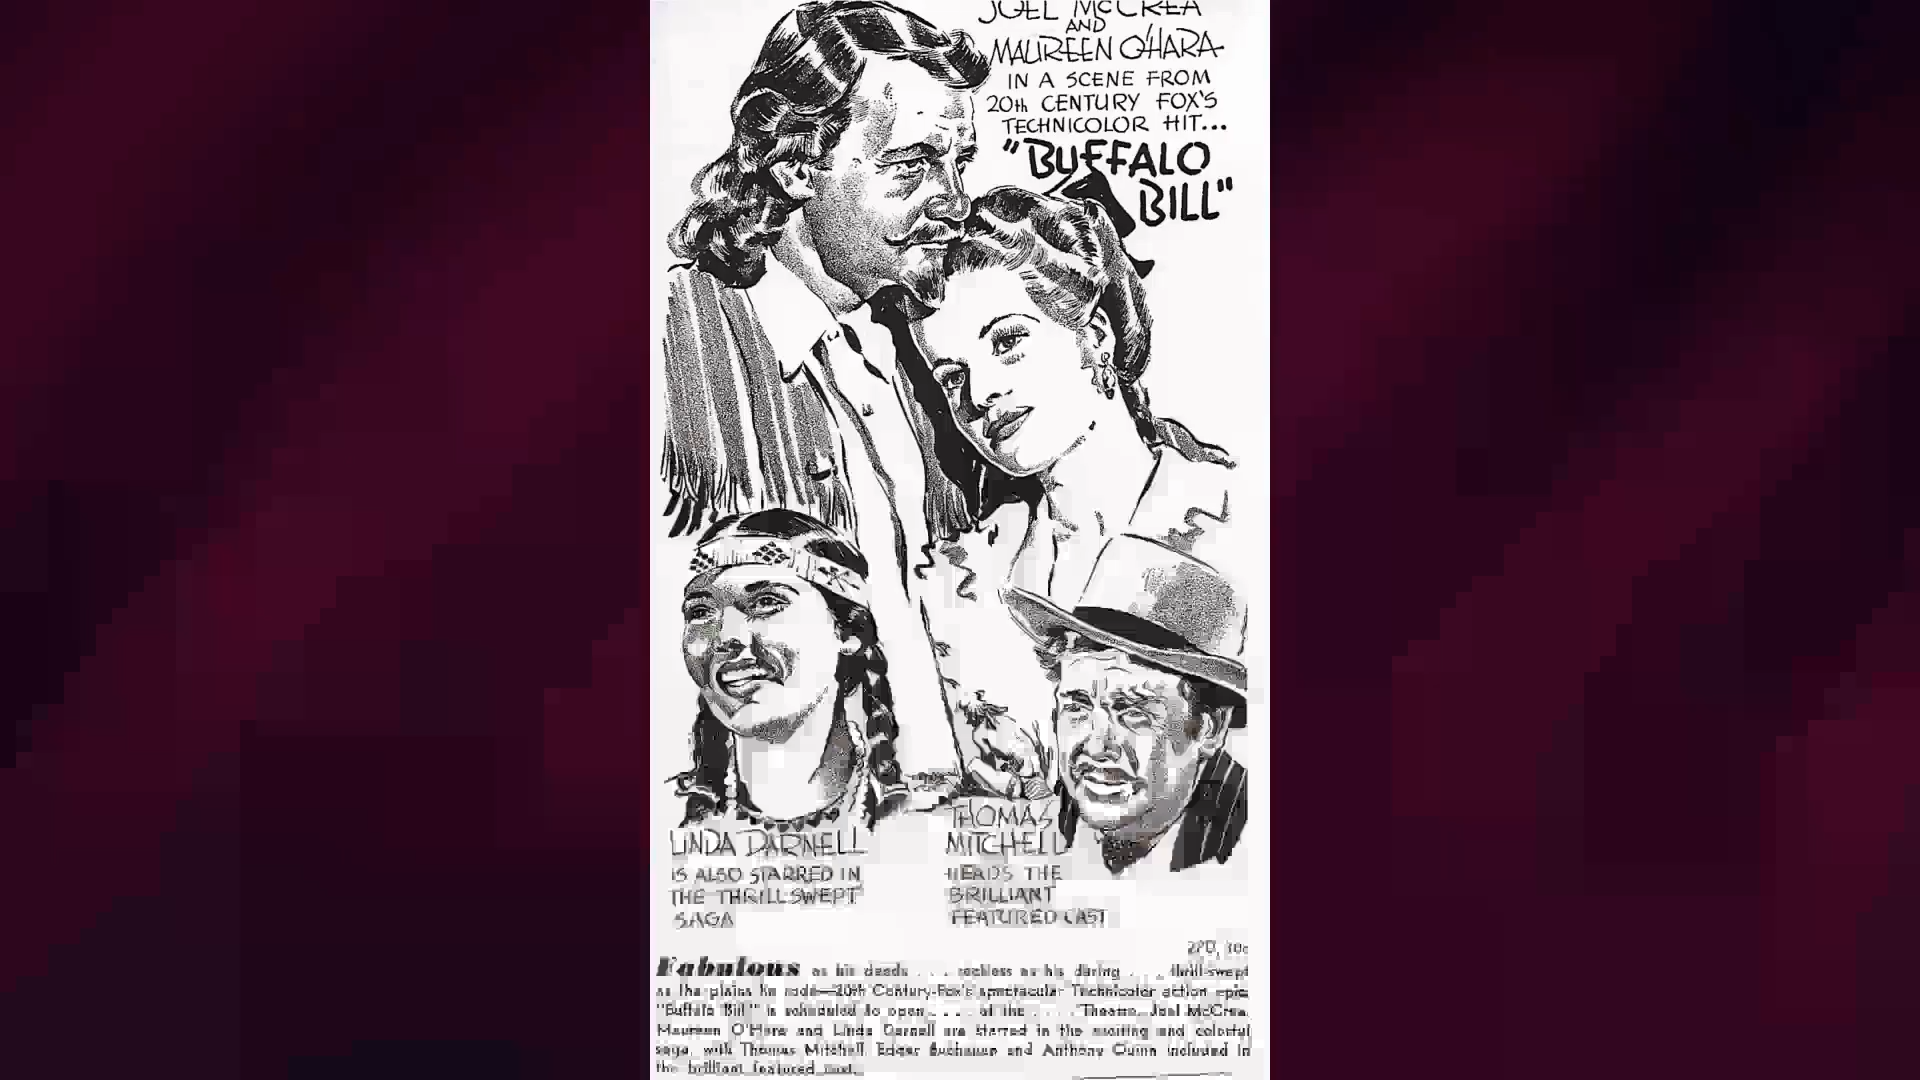 JOEL McCREA
AND
MAUREEN O'HARA
IN A SCENE FROM
20th CENTURY FOX'S
TECHNICOLOR HIT...
"BUFFALO
BILL"
LINDA DARNELL
IS ALSO STARRED IN
THE THRILL SWEPT
SAGA
THOMAS
MITCHELL
HEADS THE
BRILLIANT
FEATURED CAST
Fabulous as his deeds . . . reckless as his daring . . . thrill-swept
as the plains he rode—20th Century-Fox's spectacular Technicolor action epic
"Buffalo Bill" is scheduled to open . . . . at the . . . . Theatre. Joel McCrea,
Maureen O'Hara and Linda Darnell are starred in the exciting and colorful
saga, with Thomas Mitchell, Edgar Buchanan and Anthony Quinn included in
the brilliant featured cast.